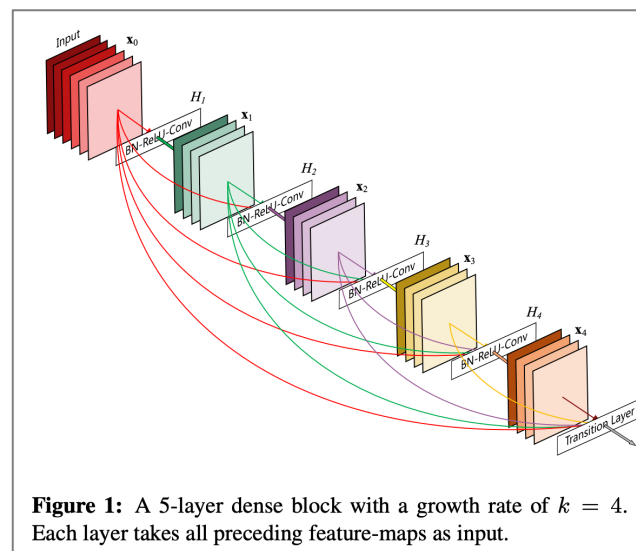 Input
x₀
H₁
BN-ReLU-Conv
x₁
H₂
BN-ReLU-Conv
x₂
H₃
BN-ReLU-Conv
x₃
H₄
BN-ReLU-Conv
x₄
Transition Layer
Figure 1: A 5-layer dense block with a growth rate of k = 4.
Each layer takes all preceding feature-maps as input.